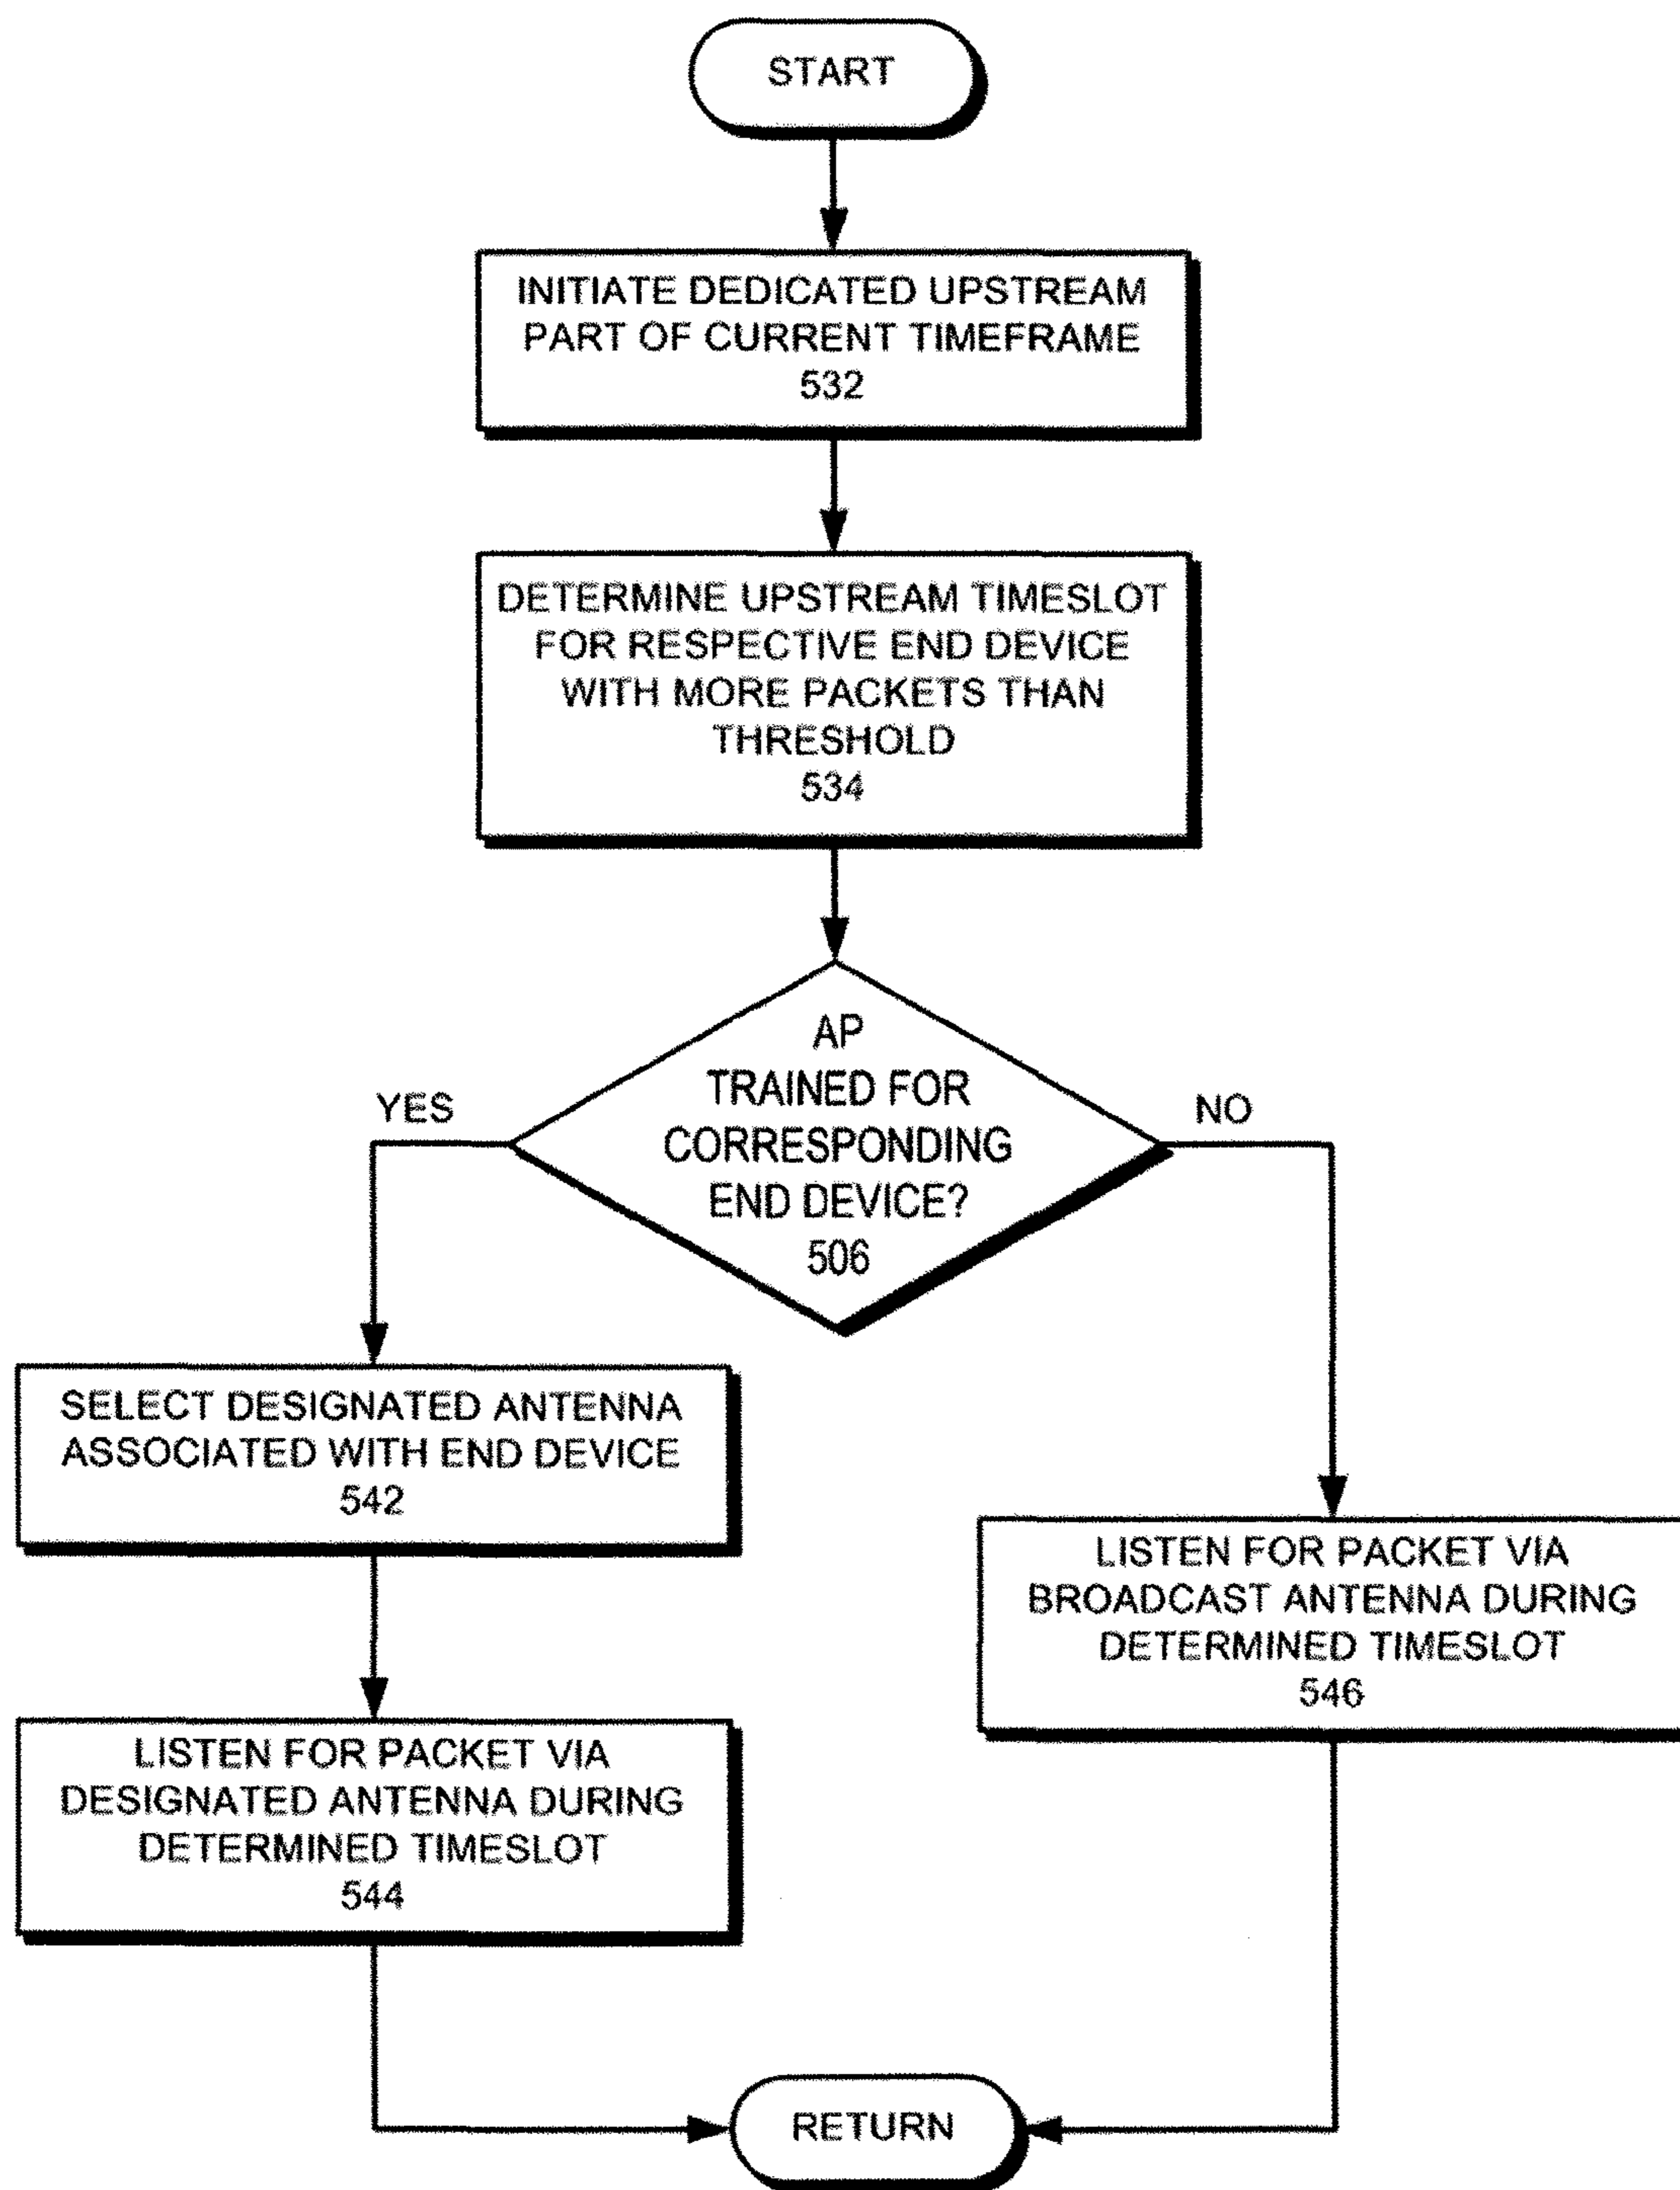 START
INITIATE DEDICATED UPSTREAM
PART OF CURRENT TIMEFRAME
532
DETERMINE UPSTREAM TIMESLOT
FOR RESPECTIVE END DEVICE
WITH MORE PACKETS THAN
THRESHOLD
534
AP
TRAINED FOR
CORRESPONDING
END DEVICE?
506
YES
NO
SELECT DESIGNATED ANTENNA
ASSOCIATED WITH END DEVICE
542
LISTEN FOR PACKET VIA
DESIGNATED ANTENNA DURING
DETERMINED TIMESLOT
544
LISTEN FOR PACKET VIA
BROADCAST ANTENNA DURING
DETERMINED TIMESLOT
546
RETURN